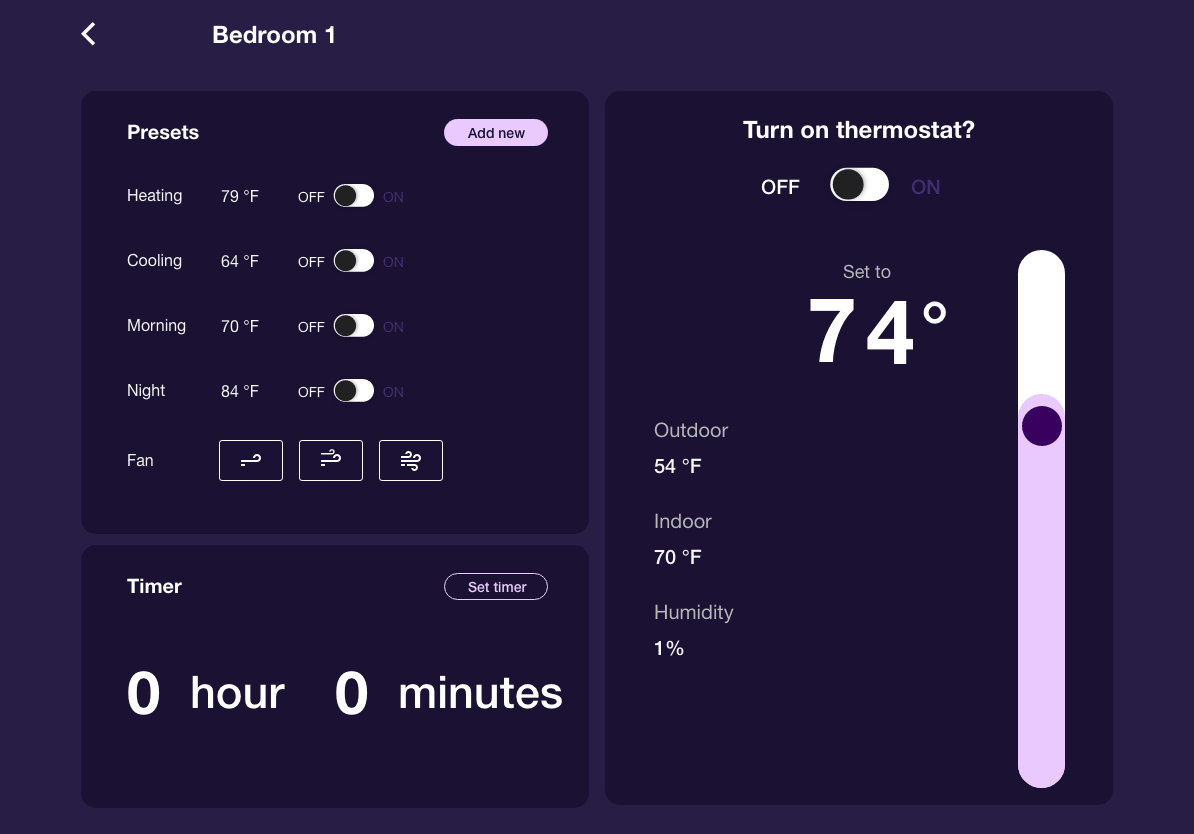 Bedroom 1
Presets
Add new
Heating 79 °F OFF ON
Cooling 64 °F OFF ON
Morning 70 °F OFF ON
Night 84 °F OFF ON
Fan
Timer
Set timer
0 hour 0 minutes
Turn on thermostat?
OFF ON
Set to
74°
Outdoor
54 °F
Indoor
70 °F
Humidity
1%